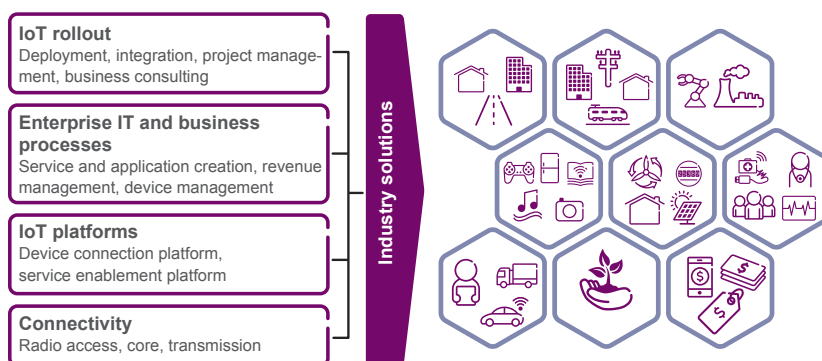 IoT rollout
Deployment, integration, project manage-
ment, business consulting
Enterprise IT and business
processes
Service and application creation, revenue
management, device management
IoT platforms
Device connection platform,
service enablement platform
Connectivity
Radio access, core, transmission
Industry solutions
$
$
$